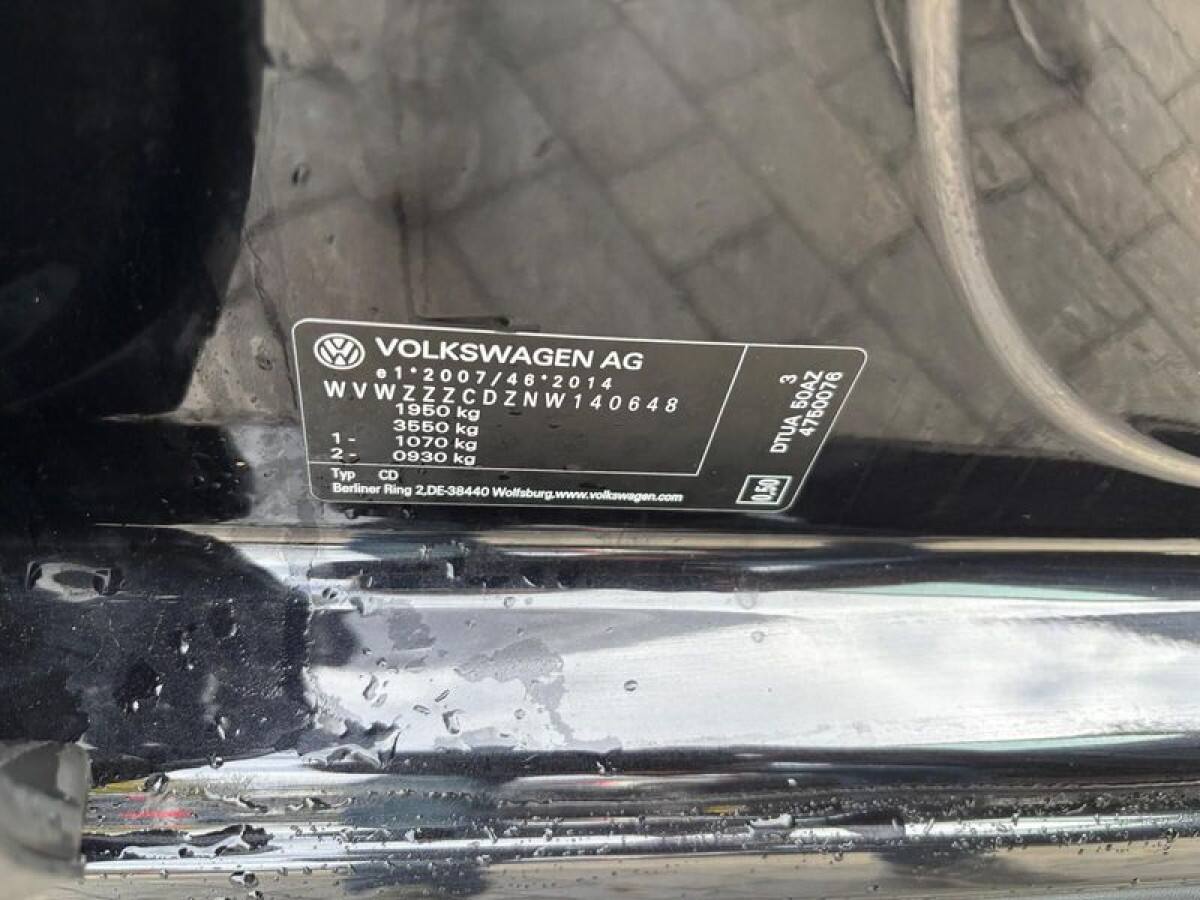 VOLKSWAGEN AG
e1*2007/46*2014
WVWZZZCDZNW140648
1950 kg
3550 kg
1- 1070 kg
2- 0930 kg
Typ CD
Berliner Ring 2,DE-38440 Wolfsburg.www.volkswagen.com
3
DTUA 50AZ
4750076
0.50